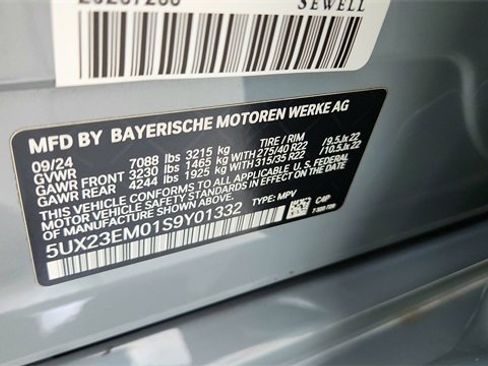 SEWELL
MFD BY BAYERISCHE MOTOREN WERKE AG
09/24 7088 lbs 3215 kg TIRE / RIM
GVWR
GAWR FRONT 3230 lbs 1465 kg WITH 275/40 R22 /9.5Jx22
GAWR REAR 4244 lbs 1925 kg WITH 315/35 R22 /10.5Jx22
THIS VEHICLE CONFORMS TO ALL APPLICABLE U.S. FEDERAL
MOTOR VEHICLE SAFETY
IN EFFECT ON THE DATE OF MANUFACTURE SHOWN ABOVE.
5UX23EM01S9Y01332 TYPE: MPV C4P